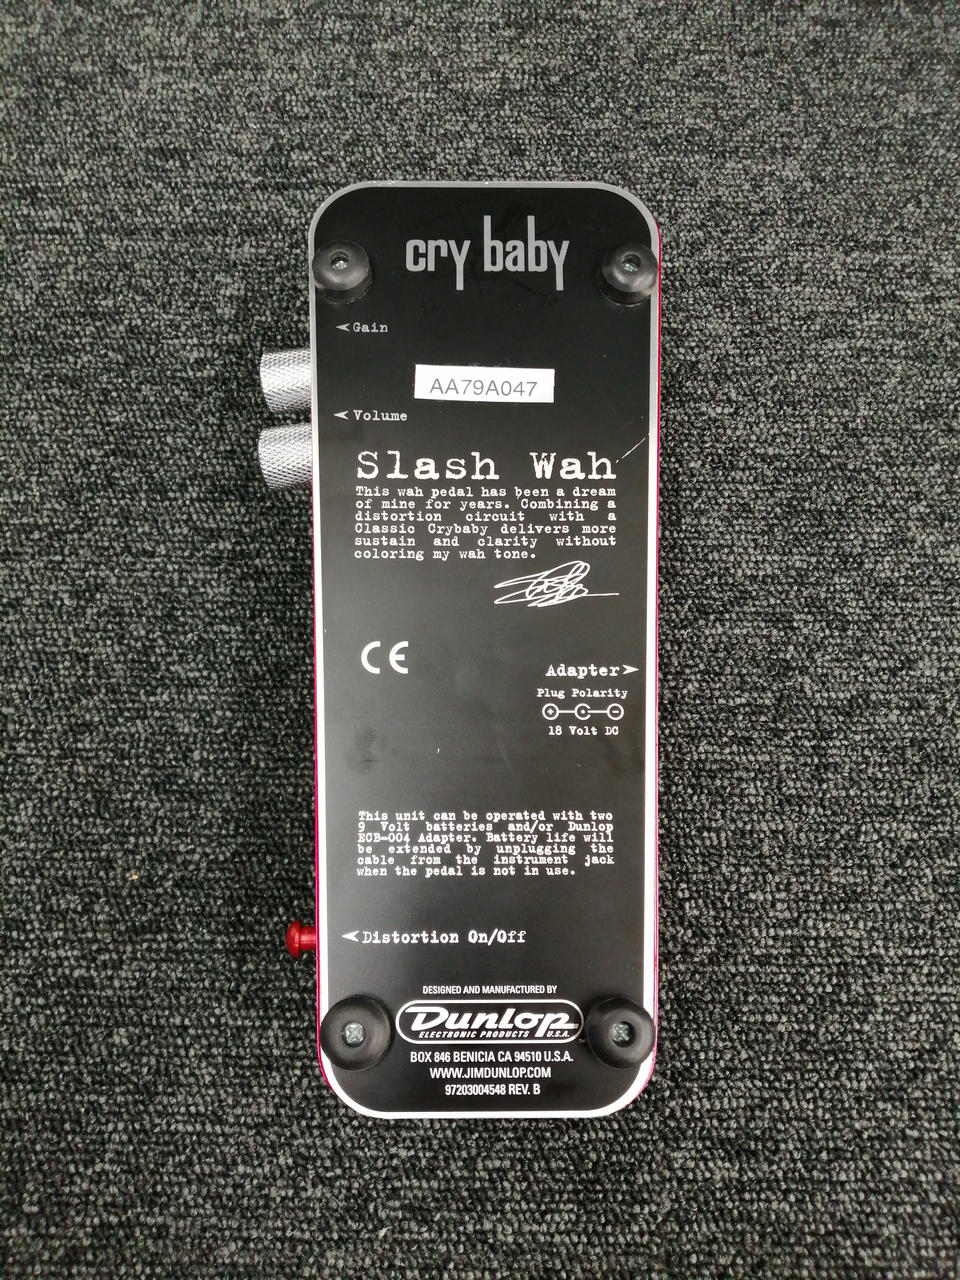 cry baby
Gain
AA79A047
Volume
Slash Wah
This wah pedal has been a dream
of mine for years. Combining a
distortion circuit with a
Classic Crybaby delivers more
sustain and clarity without
coloring my wah tone.
CE
Adapter
Plug Polarity
18 Volt DC
This unit can be operated with two
9 Volt batteries and/or Dunlop
ECB-004 Adapter. Battery life will
be extended by unplugging the
cable from the instrument jack
when the pedal is not in use.
Distortion On/Off
DESIGNED AND MANUFACTURED BY
DUNLOP
ELECTRONIC PRODUCTS U.S.A.
BOX 846 BENICIA CA 94510 U.S.A.
WWW.JIMDUNLOP.COM
97203004548 REV. B